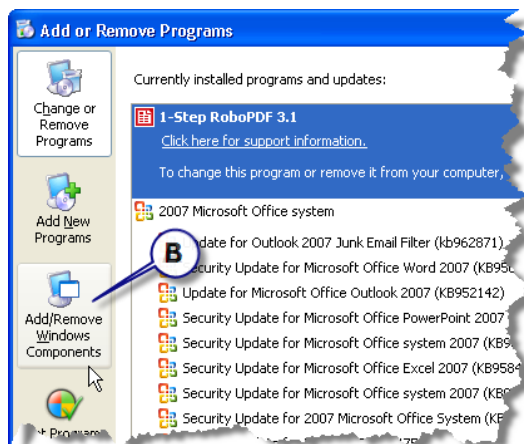 Add or Remove Programs
Change or
Remove
Programs
Add New
Programs
Add/Remove
Windows
Components
Currently installed programs and updates:
1-Step RoboPDF 3.1
Click here for support information.
To change this program or remove it from your computer,
2007 Microsoft Office system
B
Update for Outlook 2007 Junk Email Filter (kb962871)
Security Update for Microsoft Office Word 2007
Update for Microsoft Office Outlook 2007 (KB952142)
Security Update for Microsoft Office PowerPoint 2007
Security Update for Microsoft Office system 2007
Security Update for Microsoft Office Excel 2007 (KB9584
Security Update for Microsoft Office system 2007
Security Update for 2007 Microsoft Office System